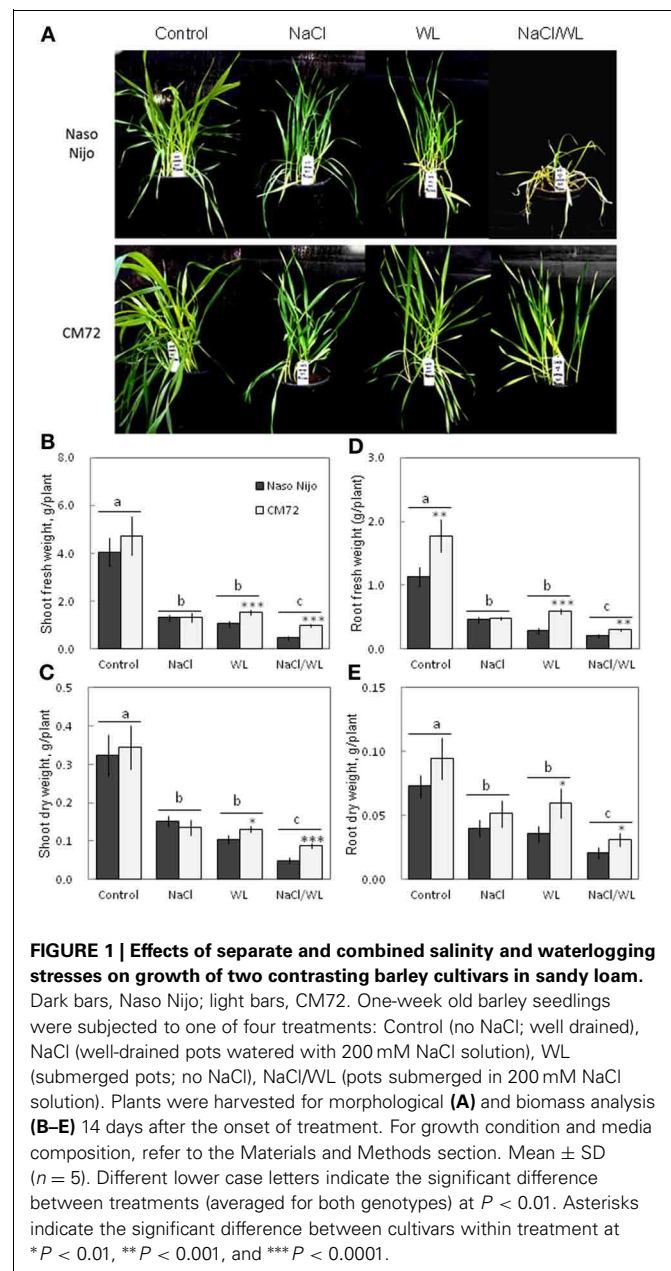 A
Control NaCl WL NaCl/WL
Naso
Nijo
CM72
B
Shoot fresh weight, g/plant
8.0
6.0
4.0
2.0
0.0
a
b
b
***
c
***
Naso Nijo
CM72
Control NaCl WL NaCl/WL
D
Root fresh weight (g/plant)
3.0
2.0
1.0
0.0
a
**
b
b
***
c
**
Control NaCl WL NaCl/WL
C
Shoot dry weight, g/plant
0.5
0.4
0.3
0.2
0.1
0.0
a
b
b
*
c
***
Control NaCl WL NaCl/WL
E
Root dry weight, g/plant
0.15
0.10
0.05
0.00
a
b
b
*
c
*
Control NaCl WL NaCl/WL
FIGURE 1 | Effects of separate and combined salinity and waterlogging
stresses on growth of two contrasting barley cultivars in sandy loam.
Dark bars, Naso Nijo; light bars, CM72. One-week old barley seedlings
were subjected to one of four treatments: Control (no NaCl; well drained),
NaCl (well-drained pots watered with 200 mM NaCl solution), WL
(submerged pots; no NaCl), NaCl/WL (pots submerged in 200 mM NaCl
solution). Plants were harvested for morphological (A) and biomass analysis
(B–E) 14 days after the onset of treatment. For growth condition and media
composition, refer to the Materials and Methods section. Mean ± SD
(n = 5). Different lower case letters indicate the significant difference
between treatments (averaged for both genotypes) at P < 0.01. Asterisks
indicate the significant difference between cultivars within treatment at
*P < 0.01, **P < 0.001, and ***P < 0.0001.